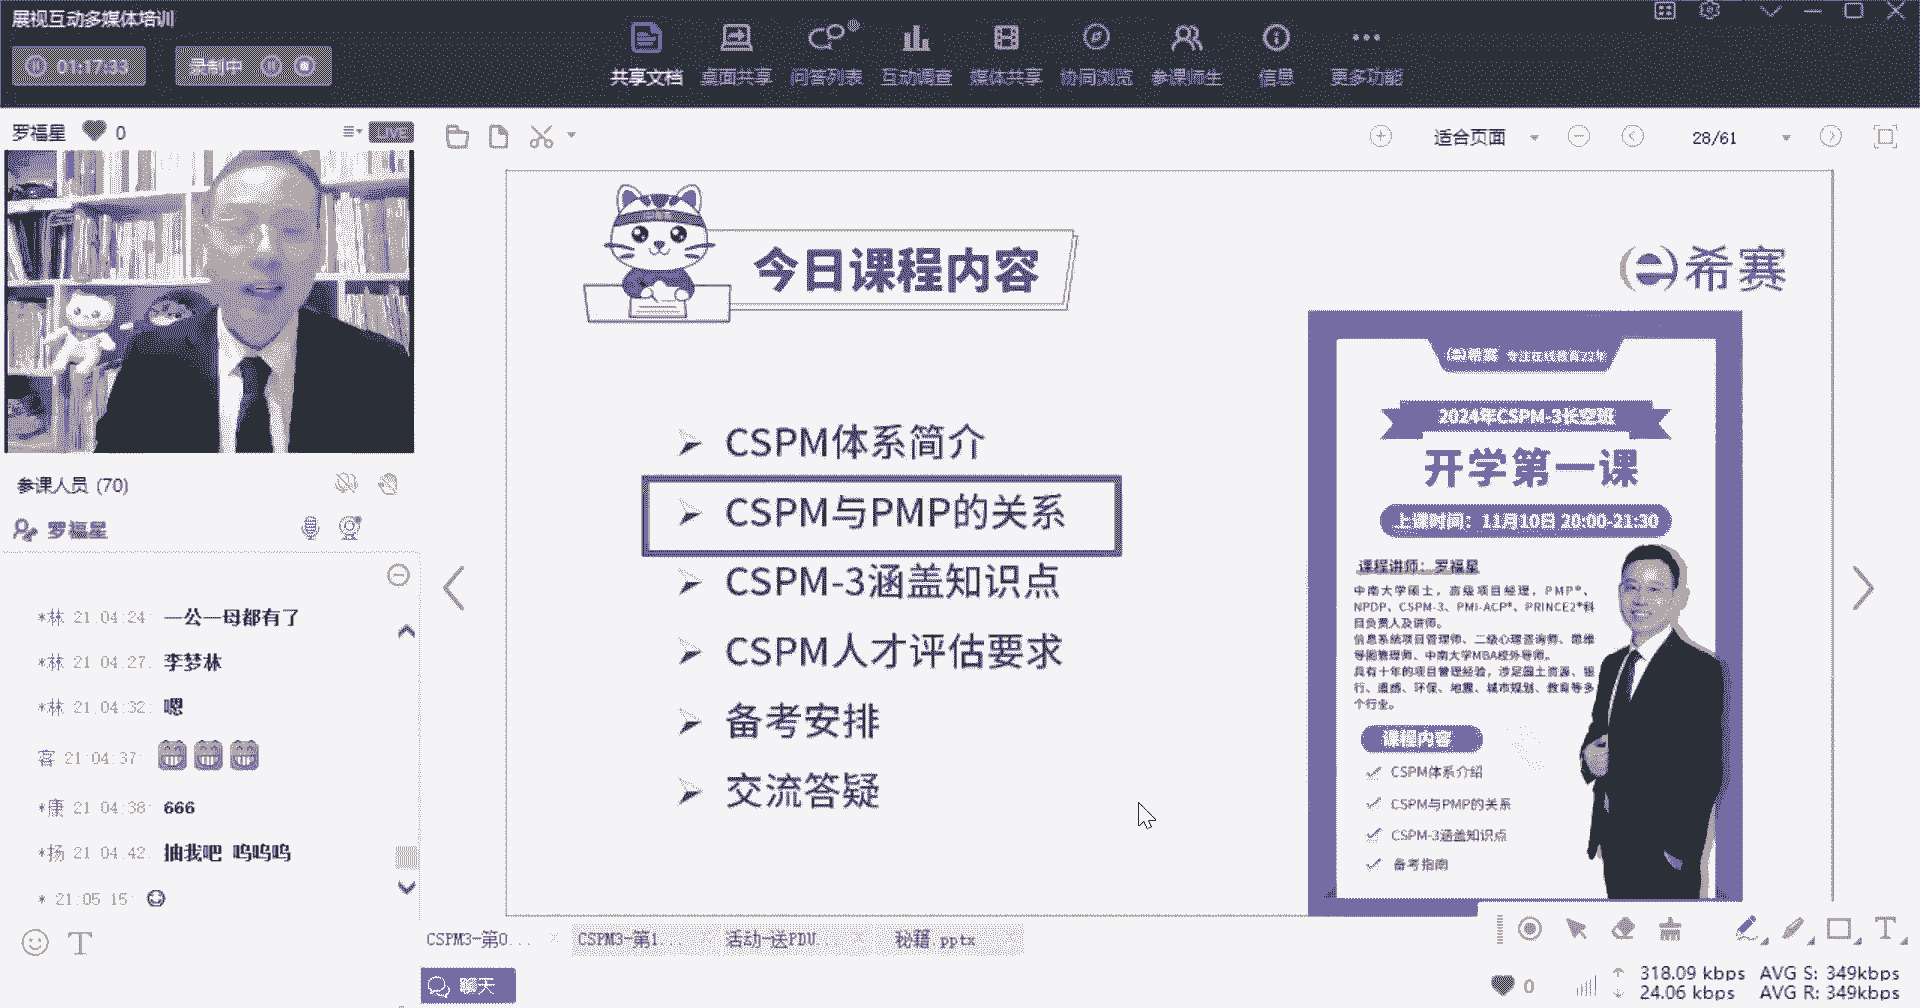 展视互动多媒体培训
01:17:33
录制中
共享文档 桌面共享 问答列表 互动调查 媒体共享 协同浏览 参课师生 信息 更多功能
罗福星 0
LIVE
适合页面
28/61
参课人员 (70)
罗福星
*林 21:04:24: 一公一母都有了
*林 21:04:27: 李梦林
*林 21:04:32: 嗯
客 21:04:37:
*康 21:04:38: 666
*扬 21:04:42: 抽我吧 呜呜呜
* 21:05:15:
今日课程内容
希赛
CSPM体系简介
CSPM与PMP的关系
CSPM-3涵盖知识点
CSPM人才评估要求
备考安排
交流答疑
希赛 专注在线教育22年
2024年CSPM-3长空班
开学第一课
上课时间：11月10日 20:00-21:30
课程讲师：罗福星
中南大学硕士，高级项目经理，PMP®、
NPDP、CSPM-3、PMI-ACP®、PRINCE2®科
目负责人及讲师。
信息系统项目管理师、二级心理咨询师、思维
导图管理师、中南大学MBA校外导师。
具有十年的项目管理经验，涉足国土资源、银
行、遥感、环保、地震、城市规划、教育等多
个行业。
课程内容
CSPM体系介绍
CSPM与PMP的关系
CSPM-3涵盖知识点
备考指南
CSPM3-第0... CSPM3-第1... 活动-送PDU... 秘籍.pptx
聊天
0
318.09 kbps AVG S: 349kbps
24.06 kbps AVG R: 349kbps